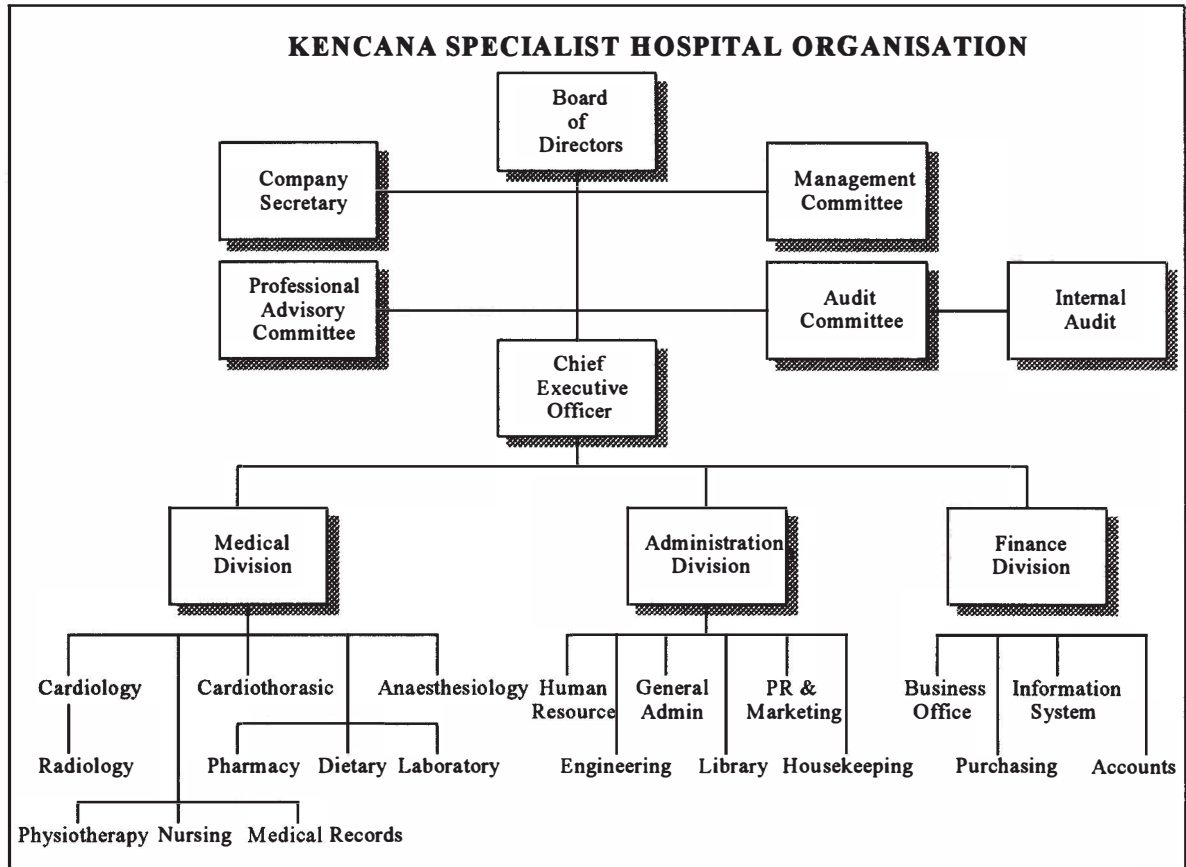 KENCANA SPECIALIST HOSPITAL ORGANISATION
Board
of
Directors
Company
Secretary
Management
Committee
Professional
Advisory
Committee
Audit
Committee
Internal
Audit
Chief
Executive
Officer
Medical
Division
Administration
Division
Finance
Division
Cardiology
Cardiothorasic
Anaesthesiology
Radiology
Pharmacy
Dietary
Laboratory
Physiotherapy
Nursing
Medical Records
Human
Resource
General
Admin
PR &
Marketing
Engineering
Library
Housekeeping
Business
Office
Information
System
Purchasing
Accounts